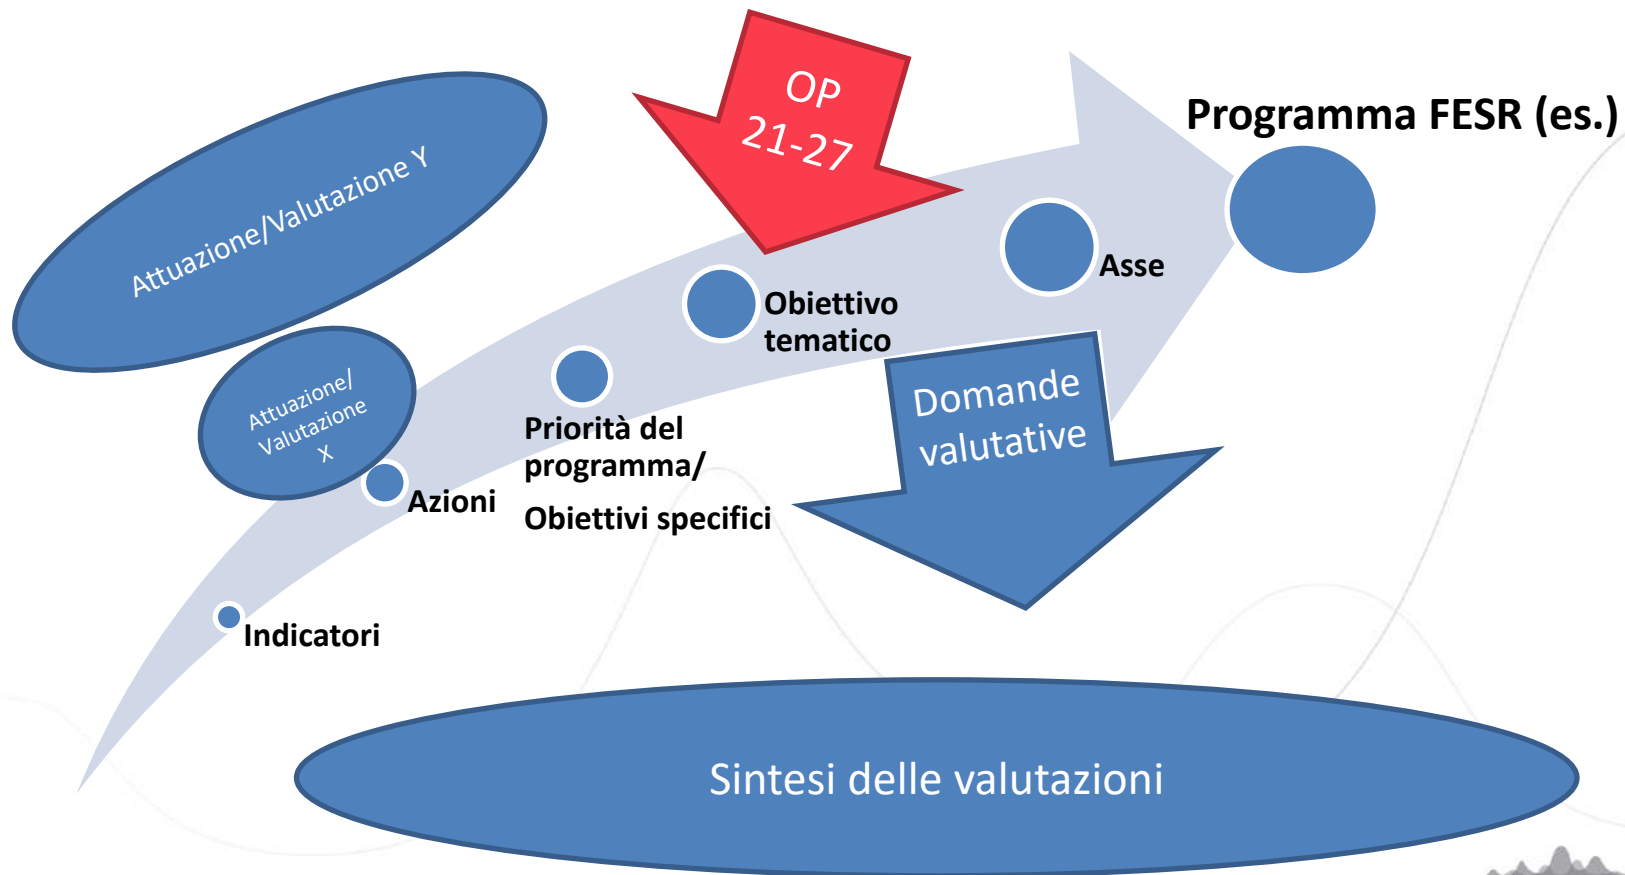 OP
21-27
Programma FESR (es.)
Attuazione/Valutazione Y
Asse
Obiettivo
tematico
Attuazione/
Valutazione
X
Domande
valutative
Priorità del
programma/
Obiettivi specifici
Azioni
Indicatori
Sintesi delle valutazioni